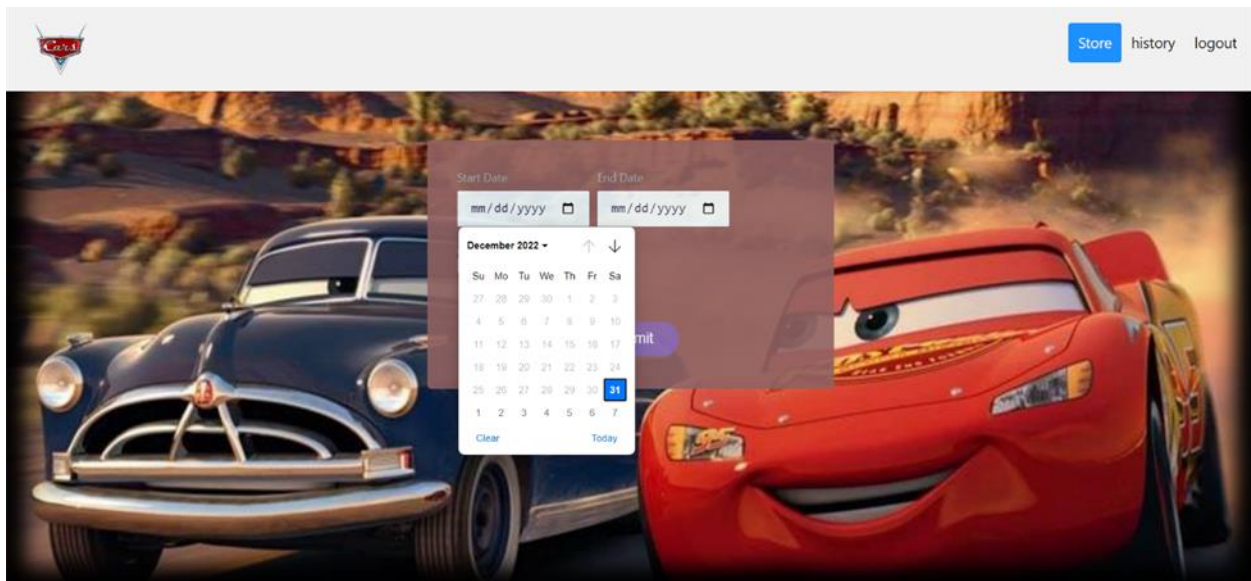 Cars
Store history logout
Start Date End Date
mm/dd/yyyy mm/dd/yyyy
December 2022
Su Mo Tu We Th Fr Sa
27 28 29 30 1 2 3
4 5 6 7 8 9 10
11 12 13 14 15 16 17
18 19 20 21 22 23 24
25 26 27 28 29 30 31
1 2 3 4 5 6 7
Clear Today
mit
95